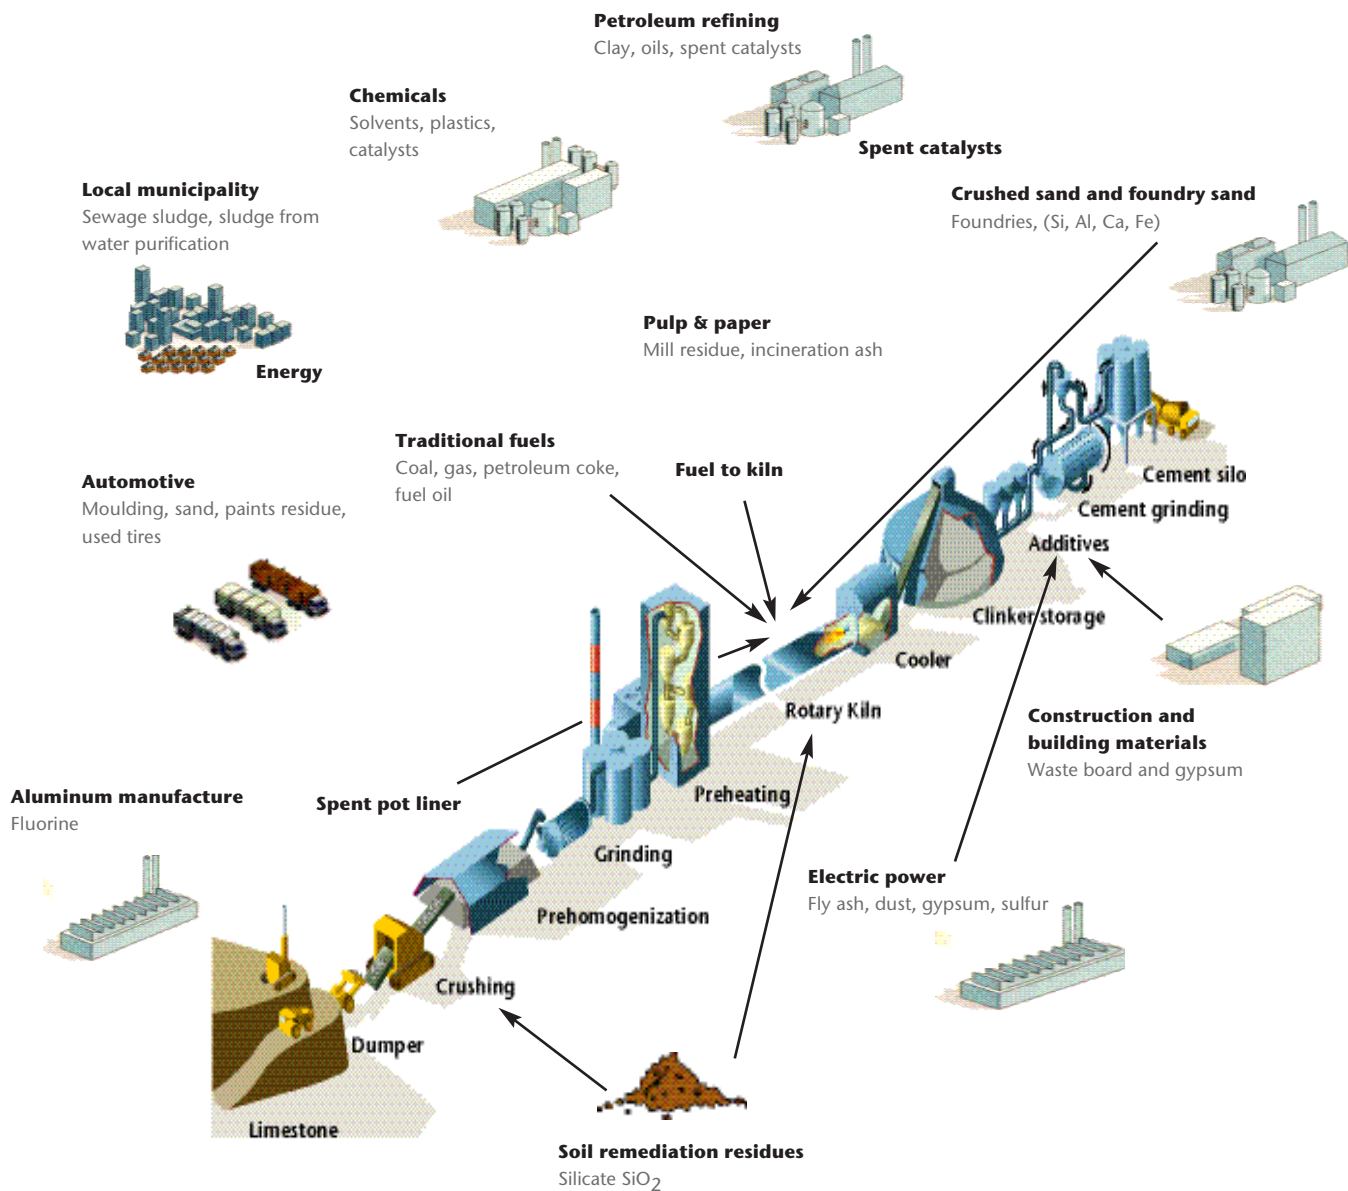 Petroleum refining
Clay, oils, spent catalysts
Chemicals
Solvents, plastics,
catalysts
Spent catalysts
Local municipality
Sewage sludge, sludge from
water purification
Crushed sand and foundry sand
Foundries, (Si, Al, Ca, Fe)
Pulp & paper
Mill residue, incineration ash
Energy
Traditional fuels
Coal, gas, petroleum coke,
fuel oil
Fuel to kiln
Automotive
Moulding, sand, paints residue,
used tires
Cement silo
Cement grinding
Additives
Clinker storage
Cooler
Rotary Kiln
Construction and
building materials
Waste board and gypsum
Aluminum manufacture
Fluorine
Spent pot liner
Preheating
Grinding
Electric power
Fly ash, dust, gypsum, sulfur
Prehomogenization
Crushing
Dumper
Limestone
Soil remediation residues
Silicate SiO2